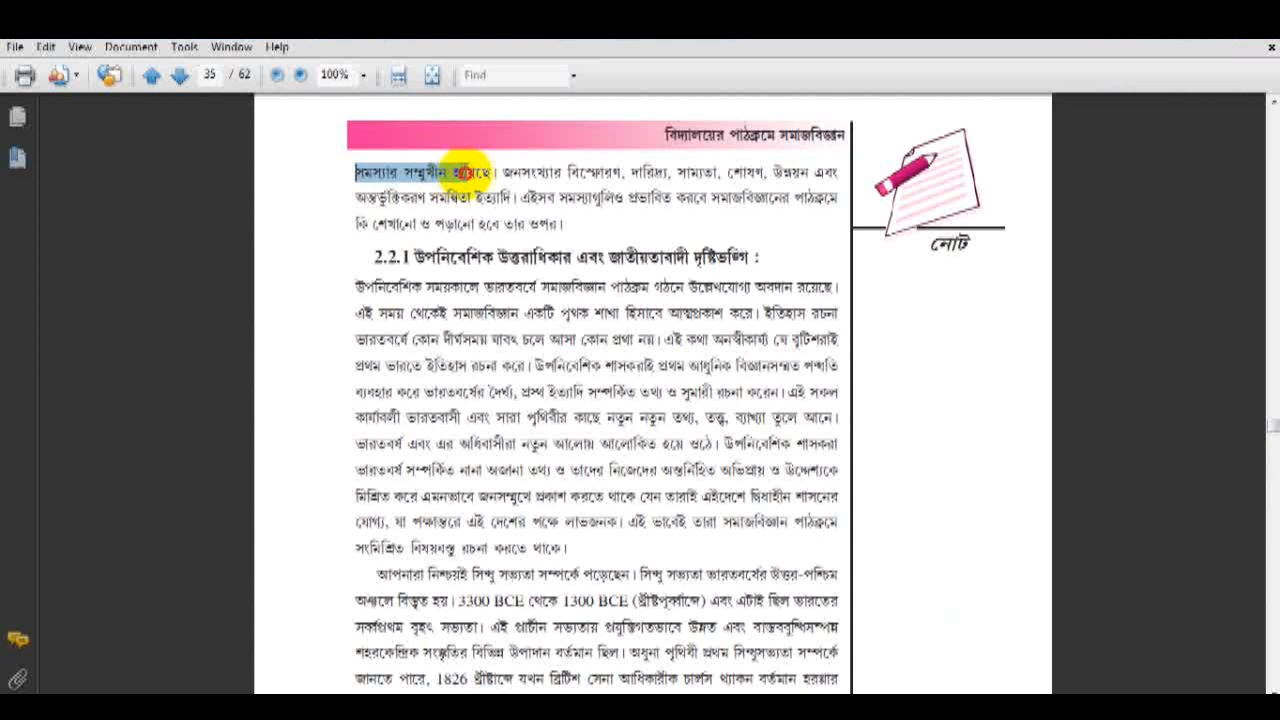 File Edit View Document Tools Window Help
35 / 62 100% Find
বিদ্যালয়ের পাঠক্রমে সমাজবিজ্ঞান
সমস্যার সম্মুখীন হয়েছে। জনসংখ্যার বিস্ফোরণ, দারিদ্র্য, সাম্যতা, শোষণ, উন্নয়ন এবং
অন্তর্ভুক্তিকরণ সমন্বিতা ইত্যাদি। এইসব সমস্যাগুলিও প্রভাবিত করবে সমাজবিজ্ঞানের পাঠক্রমে
কি শেখানো ও পড়ানো হবে তার ওপর।
নোট
2.2.1 উপনিবেশিক উত্তরাধিকার এবং জাতীয়তাবাদী দৃষ্টিভঙ্গি :
উপনিবেশিক সময়কালে ভারতবর্ষে সমাজবিজ্ঞান পাঠক্রম গঠনে উল্লেখযোগ্য অবদান রয়েছে।
এই সময় থেকেই সমাজবিজ্ঞান একটি পৃথক শাখা হিসাবে আত্মপ্রকাশ করে। ইতিহাস রচনা
ভারতবর্ষে কোন দীর্ঘসময় যাবৎ চলে আসা কোন প্রথা নয়। এই কথা অনস্বীকার্য্য যে বৃটিশরাই
প্রথম ভারতে ইতিহাস রচনা করে। উপনিবেশিক শাসকরাই প্রথম আধুনিক বিজ্ঞানসম্মত পদ্ধতি
ব্যবহার করে ভারতবর্ষের দৈর্ঘ্য, প্রস্থ ইত্যাদি সম্পর্কিত তথ্য ও সুমারী রচনা করেন। এই সকল
কার্যাবলী ভারতবাসী এবং সারা পৃথিবীর কাছে নতুন নতুন তথ্য, তত্ত্ব, ব্যাখ্যা তুলে আনে।
ভারতবর্ষ এবং এর অধিবাসীরা নতুন আলোয় আলোকিত হয়ে ওঠে। উপনিবেশিক শাসকরা
ভারতবর্ষ সম্পর্কিত নানা অজানা তথ্য ও তাদের নিজেদের অন্তর্নিহিত অভিপ্রায় ও উদ্দেশ্যকে
মিশ্রিত করে এমনভাবে জনসম্মুখে প্রকাশ করতে থাকে যেন তারাই এইদেশে দ্বিধাহীন শাসনের
যোগ্য, যা পক্ষান্তরে এই দেশের পক্ষে লাভজনক। এই ভাবেই তারা সমাজবিজ্ঞান পাঠক্রমে
সংমিশ্রিত বিষয়বস্তু রচনা করতে থাকে।
আপনারা নিশ্চয়ই সিন্ধু সভ্যতা সম্পর্কে পড়েছেন। সিন্ধু সভ্যতা ভারতবর্ষের উত্তর-পশ্চিম
অঞ্চলে বিস্তৃত হয়। 3300 BCE থেকে 1300 BCE (খ্রীষ্টপূর্ব্বাব্দে) এবং এটাই ছিল ভারতের
সর্ব্বপ্রথম বৃহৎ সভ্যতা। এই প্রাচীন সভ্যতায় প্রযুক্তিগতভাবে উন্নত এবং বাস্তববুদ্ধিসম্পন্ন
শহরকেন্দ্রিক সংস্কৃতির বিভিন্ন উপাদান বর্তমান ছিল। অধুনা পৃথিবী প্রথম সিন্ধুসভ্যতা সম্পর্কে
জানতে পারে, 1826 খ্রীষ্টাব্দে যখন ব্রিটিশ সেনা আধিকারীক চার্লস থ্যাকন বর্তমান হরপ্পার